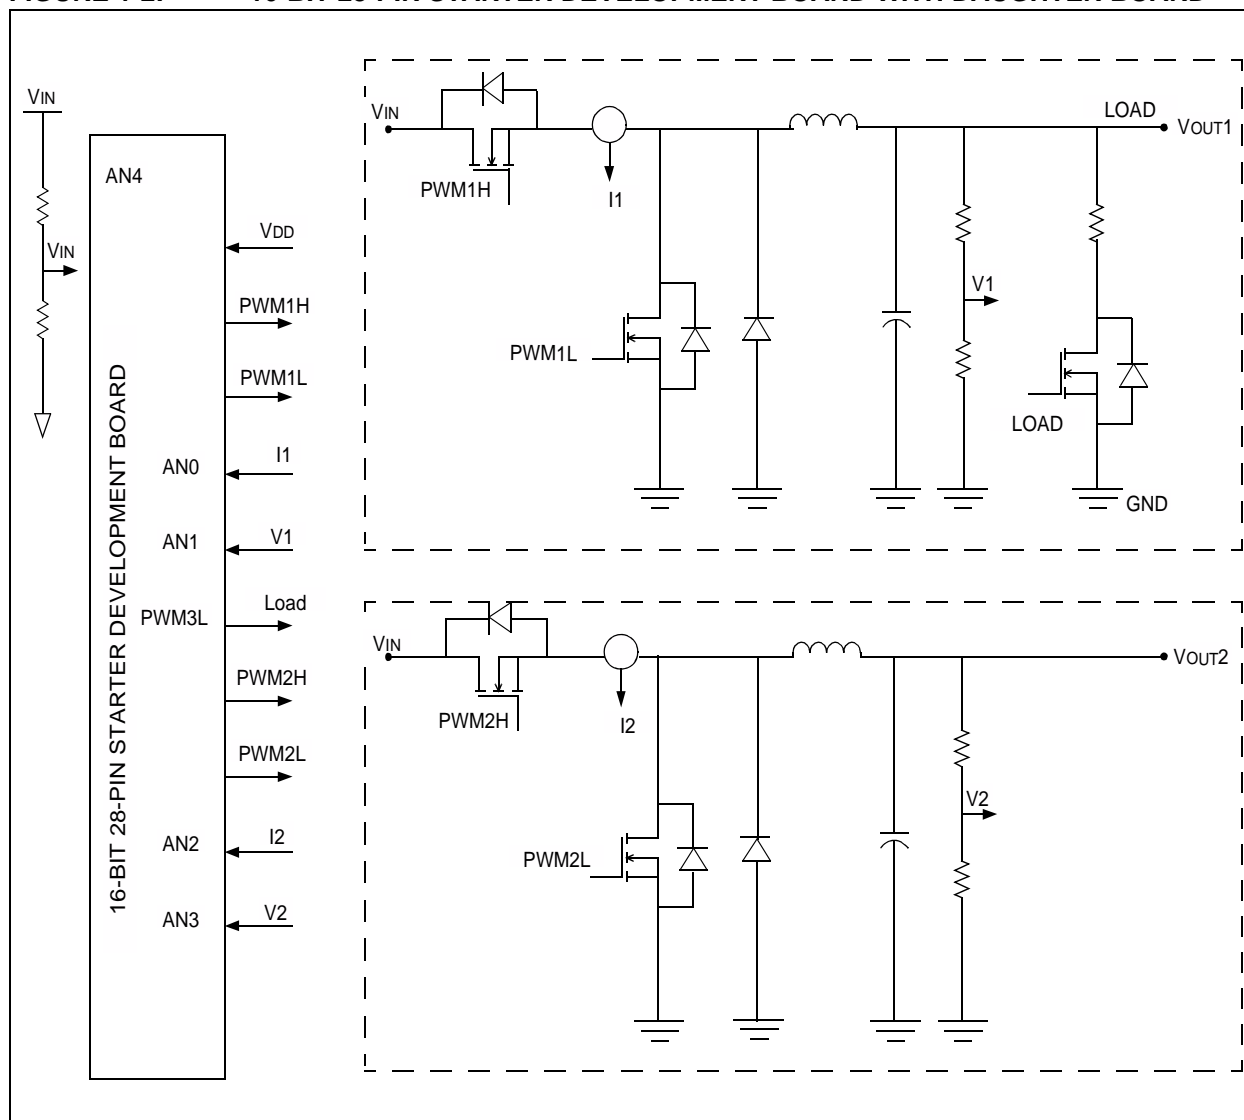 VIN
AN4
VIN
16-BIT 28-PIN STARTER DEVELOPMENT BOARD
VDD
PWM1H
PWM1L
AN0 I1
AN1 V1
PWM3L Load
PWM2H
PWM2L
AN2 I2
AN3 V2
VIN
PWM1H
I1
LOAD
VOUT1
PWM1L
V1
LOAD
GND
VIN
PWM2H
I2
VOUT2
PWM2L
V2